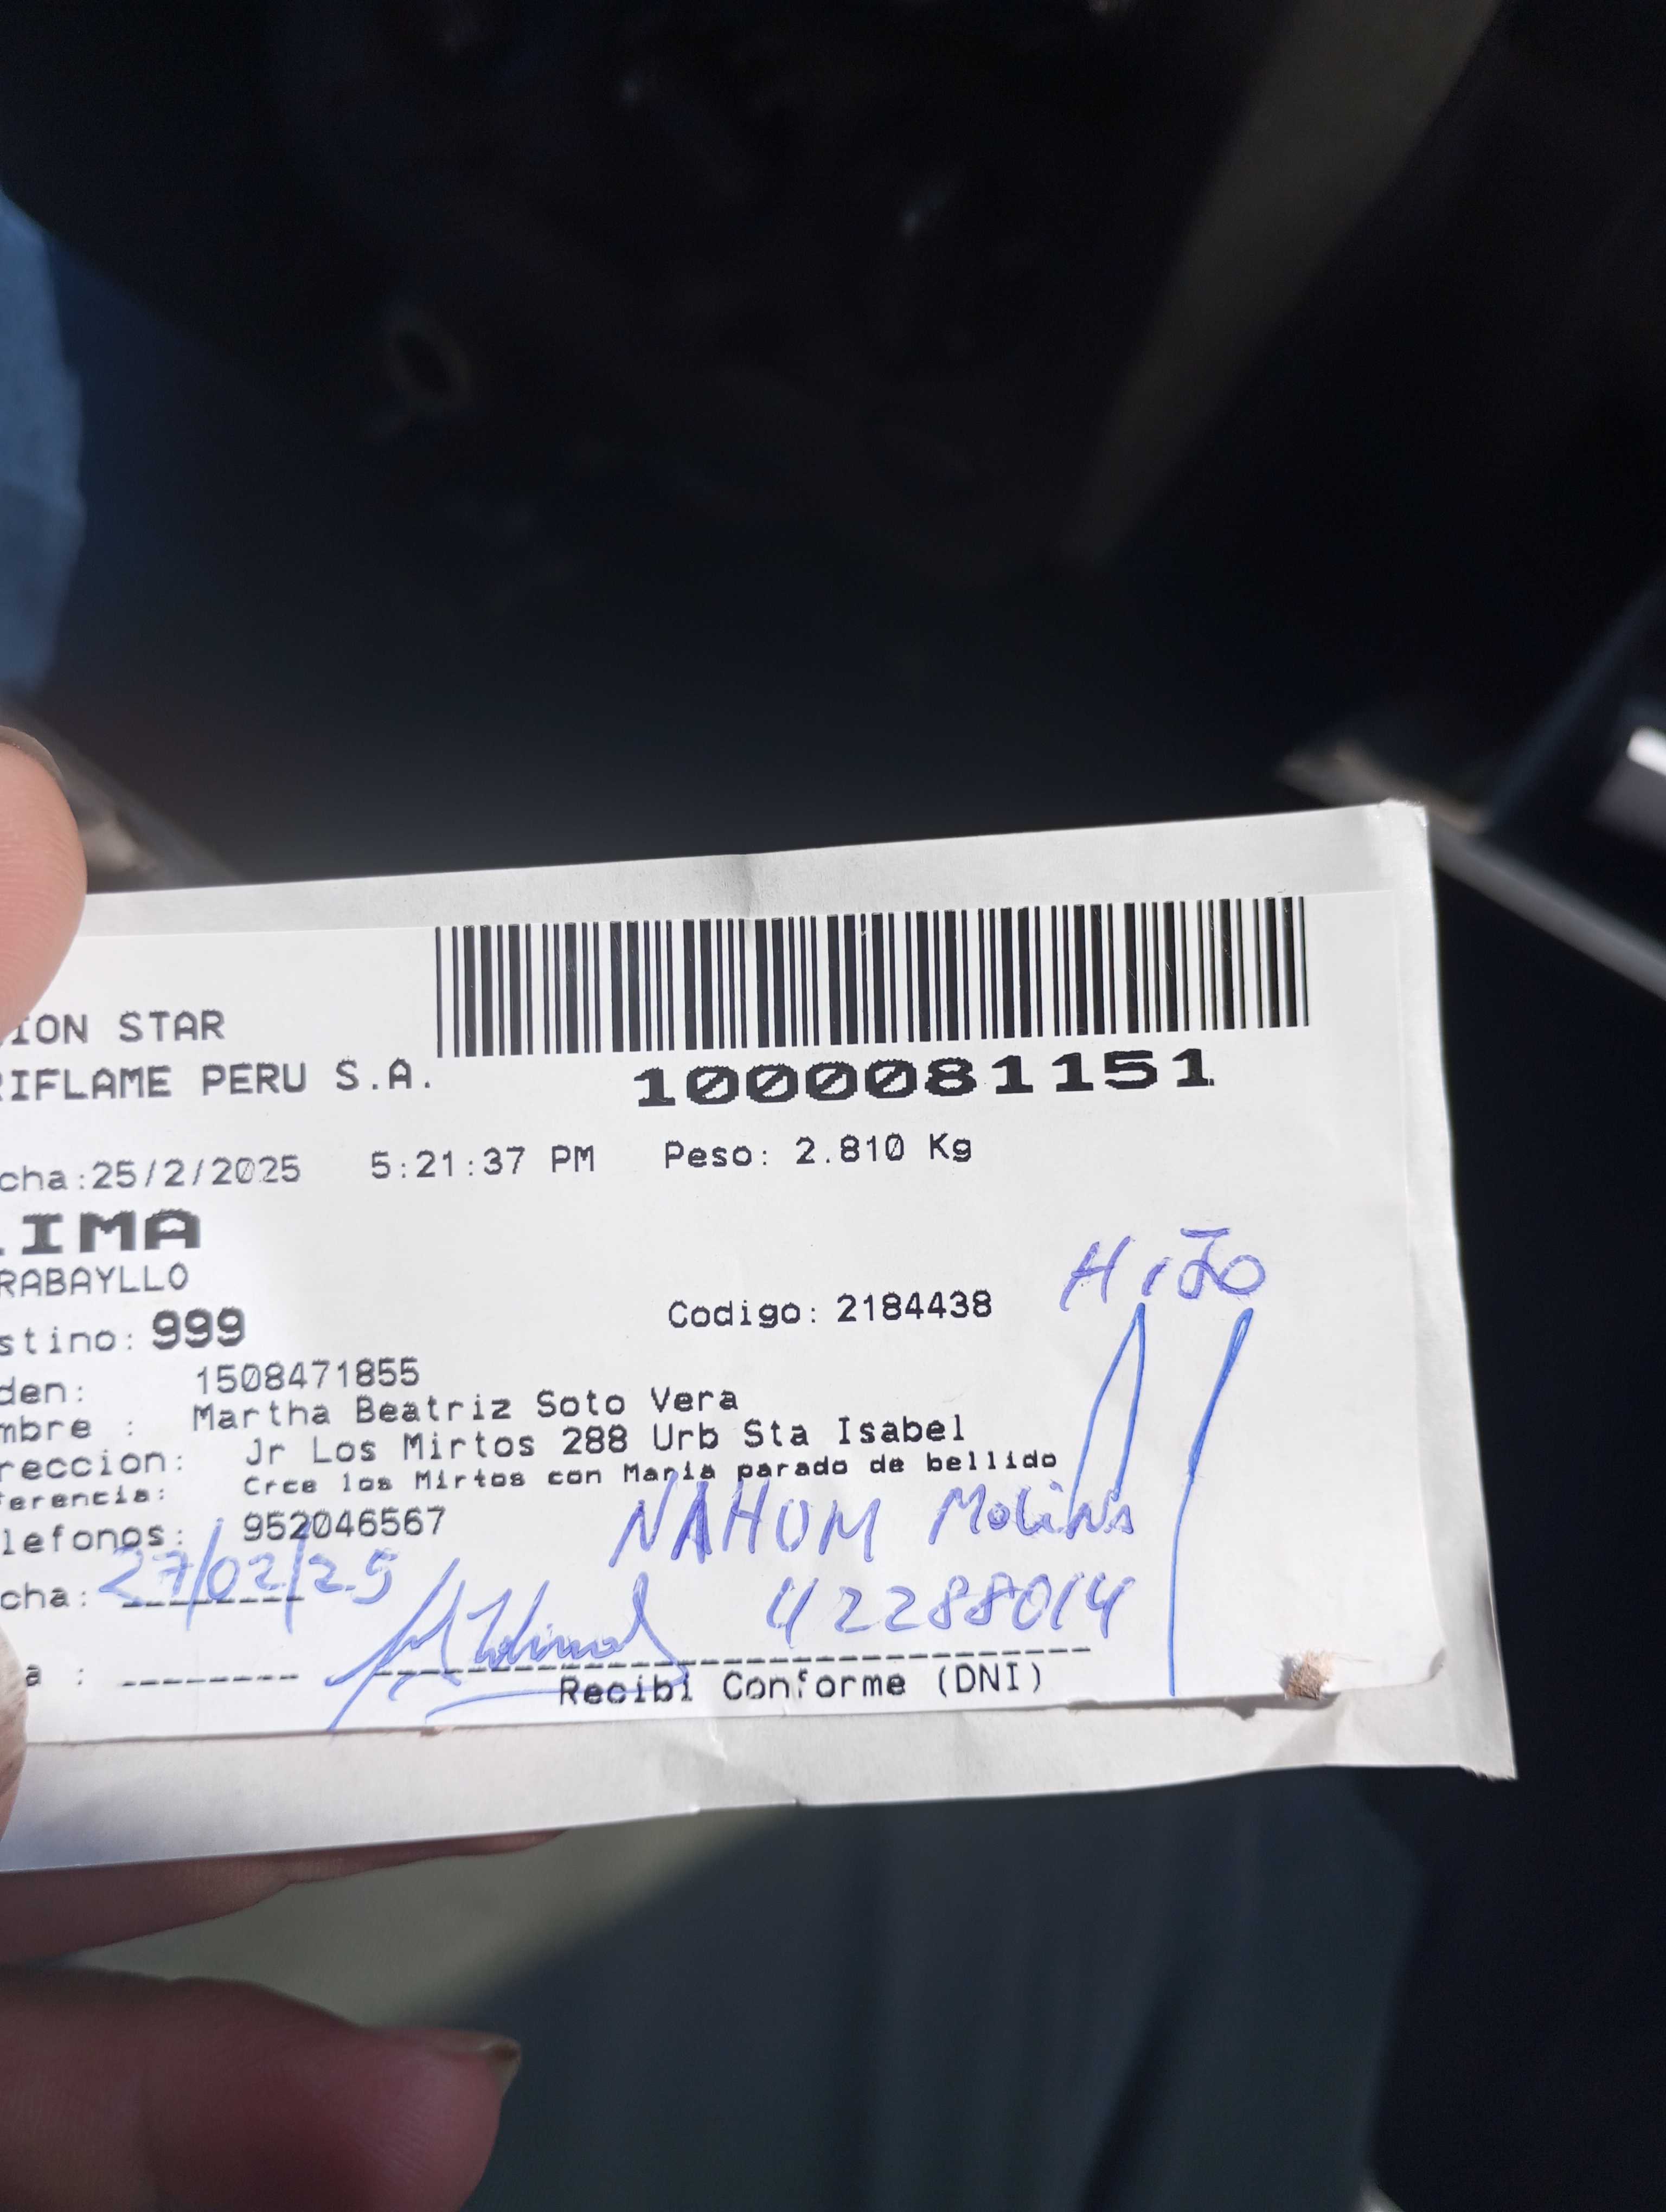 ION STAR
RIFLAME PERU S.A.
1000081151
cha:25/2/2025 5:21:37 PM Peso: 2.810 Kg
LIMA
RABAYLLO
Hijo
stino: 999 Codigo: 2184438
den: 1508471855
mbre : Martha Beatriz Soto Vera
reccion: Jr Los Mirtos 288 Urb Sta Isabel
ferencia: Crce los Mirtos con Maria parado de bellido
lefonos: 952046567
NAHUM Molina
cha: 27/02/25
42288014
a :
Recibi Conforme (DNI)